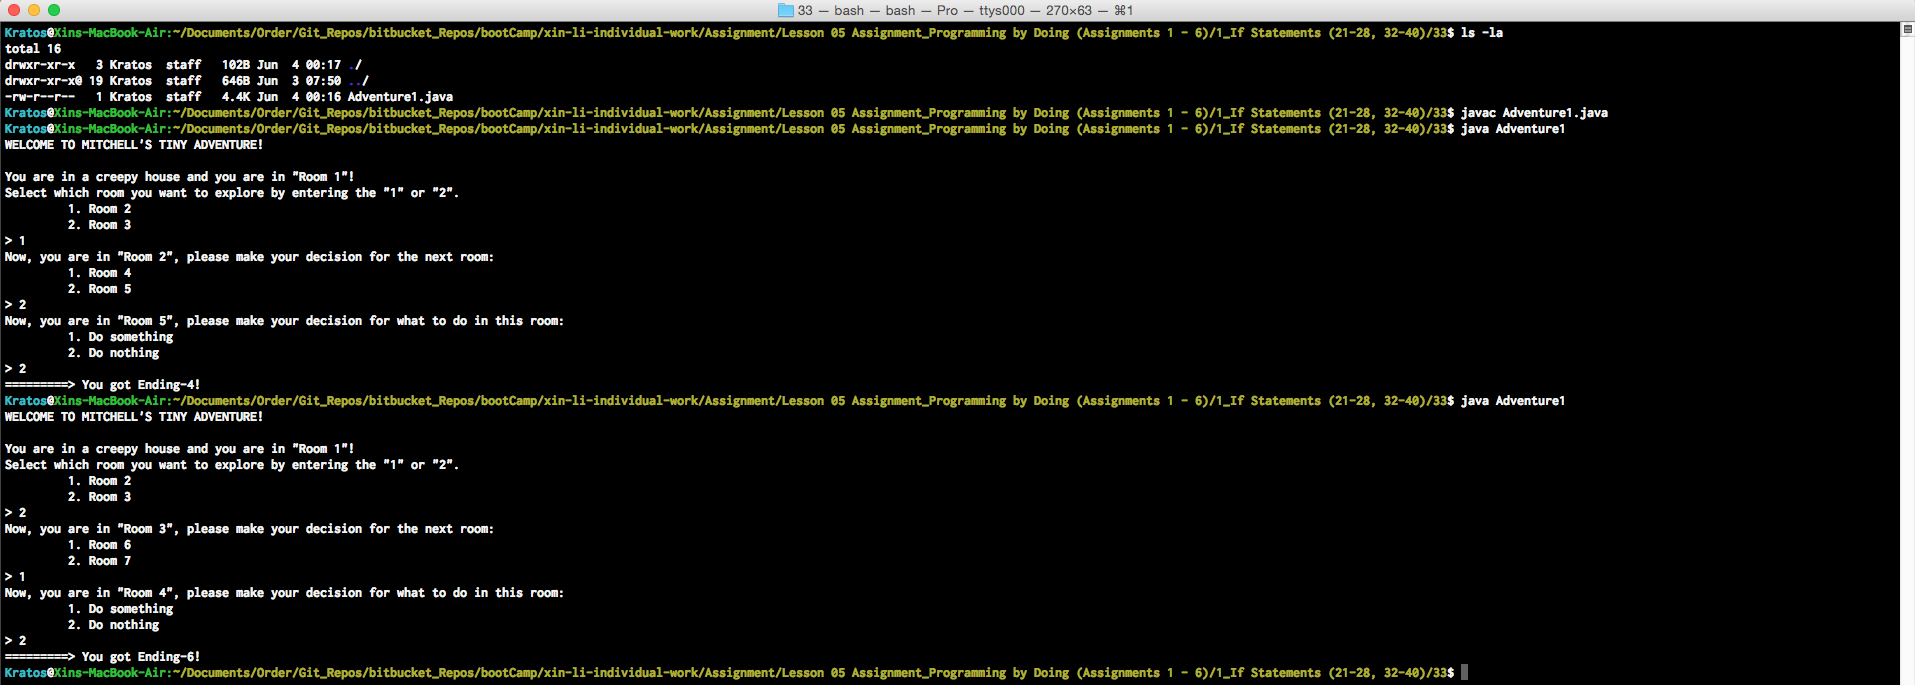 33 — bash — bash — Pro — ttys000 — 270×63 — ⌘1
Kratos@Xins-MacBook-Air:~/Documents/Order/Git_Repos/bitbucket_Repos/bootCamp/xin-li-individual-work/Assignment/Lesson 05 Assignment_Programming by Doing (Assignments 1 - 6)/1_If Statements (21-28, 32-40)/33$ ls -la
total 16
drwxr-xr-x   3 Kratos  staff   102B Jun  4 00:17 ./
drwxr-xr-x@ 19 Kratos  staff   646B Jun  3 07:50 ../
-rw-r--r--   1 Kratos  staff   4.4K Jun  4 00:16 Adventure1.java
Kratos@Xins-MacBook-Air:~/Documents/Order/Git_Repos/bitbucket_Repos/bootCamp/xin-li-individual-work/Assignment/Lesson 05 Assignment_Programming by Doing (Assignments 1 - 6)/1_If Statements (21-28, 32-40)/33$ javac Adventure1.java
Kratos@Xins-MacBook-Air:~/Documents/Order/Git_Repos/bitbucket_Repos/bootCamp/xin-li-individual-work/Assignment/Lesson 05 Assignment_Programming by Doing (Assignments 1 - 6)/1_If Statements (21-28, 32-40)/33$ java Adventure1
WELCOME TO MITCHELL'S TINY ADVENTURE!
You are in a creepy house and you are in "Room 1"!
Select which room you want to explore by entering the "1" or "2".
1. Room 2
2. Room 3
> 1
Now, you are in "Room 2", please make your decision for the next room:
1. Room 4
2. Room 5
> 2
Now, you are in "Room 5", please make your decision for what to do in this room:
1. Do something
2. Do nothing
> 2
=========> You got Ending-4!
Kratos@Xins-MacBook-Air:~/Documents/Order/Git_Repos/bitbucket_Repos/bootCamp/xin-li-individual-work/Assignment/Lesson 05 Assignment_Programming by Doing (Assignments 1 - 6)/1_If Statements (21-28, 32-40)/33$ java Adventure1
WELCOME TO MITCHELL'S TINY ADVENTURE!
You are in a creepy house and you are in "Room 1"!
Select which room you want to explore by entering the "1" or "2".
1. Room 2
2. Room 3
> 2
Now, you are in "Room 3", please make your decision for the next room:
1. Room 6
2. Room 7
> 1
Now, you are in "Room 4", please make your decision for what to do in this room:
1. Do something
2. Do nothing
> 2
=========> You got Ending-6!
Kratos@Xins-MacBook-Air:~/Documents/Order/Git_Repos/bitbucket_Repos/bootCamp/xin-li-individual-work/Assignment/Lesson 05 Assignment_Programming by Doing (Assignments 1 - 6)/1_If Statements (21-28, 32-40)/33$